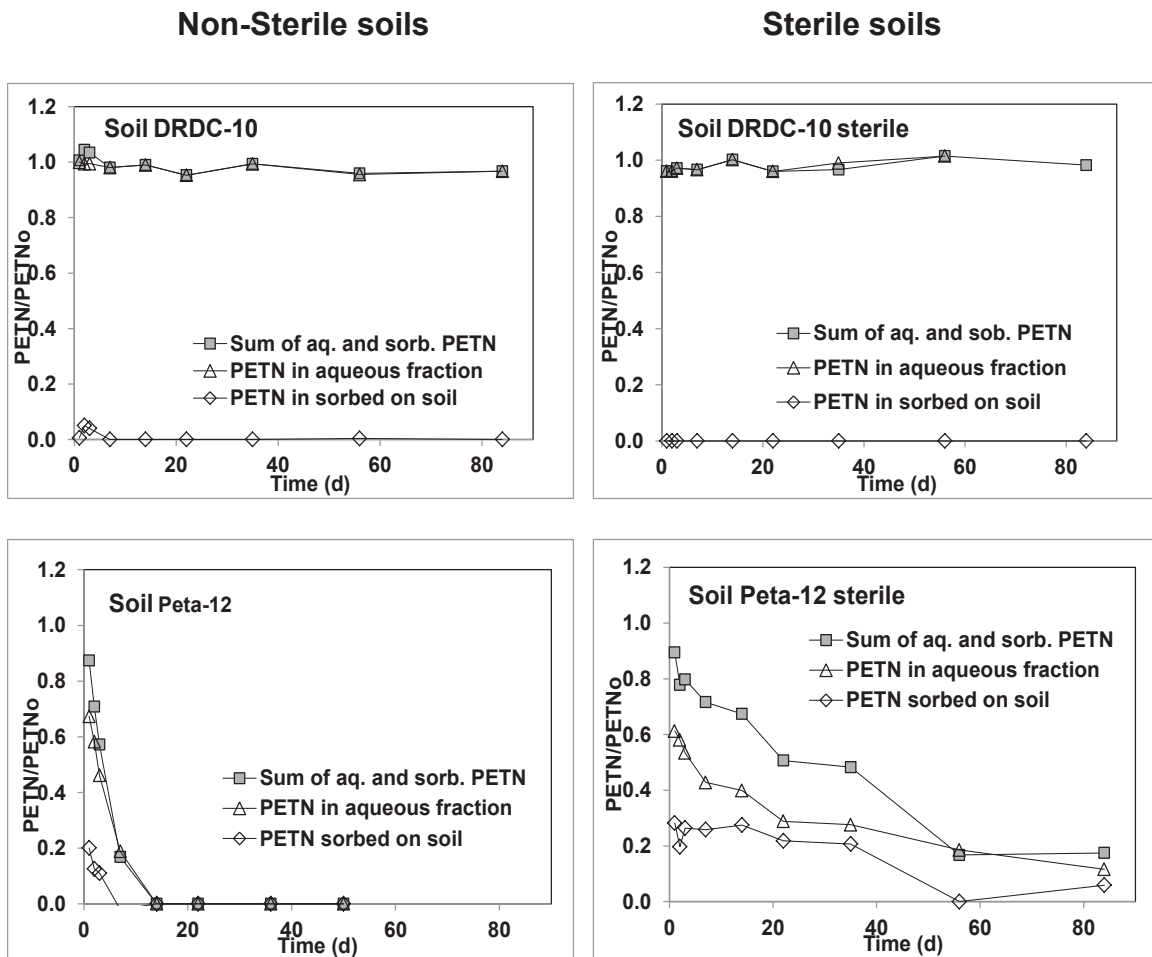 Non-Sterile soils
Sterile soils
1.2
1.0
0.8
0.6
0.4
0.2
0.0
PETN/PETNo
Soil DRDC-10
Sum of aq. and sorb. PETN
PETN in aqueous fraction
PETN in sorbed on soil
0
20
40
60
80
Time (d)
1.2
1.0
0.8
0.6
0.4
0.2
0.0
PETN/PETNo
Soil DRDC-10 sterile
Sum of aq. and sob. PETN
PETN in aqueous fraction
PETN in sorbed on soil
0
20
40
60
80
Time (d)
1.2
1.0
0.8
0.6
0.4
0.2
0.0
PETN/PETNo
Soil Peta-12
Sum of aq. and sorb. PETN
PETN in aqueous fraction
PETN sorbed on soil
0
20
40
60
80
Time (d)
1.2
1.0
0.8
0.6
0.4
0.2
0.0
PETN/PETNo
Soil Peta-12 sterile
Sum of aq. and sorb. PETN
PETN in aqueous fraction
PETN sorbed on soil
0
20
40
60
80
Time (d)